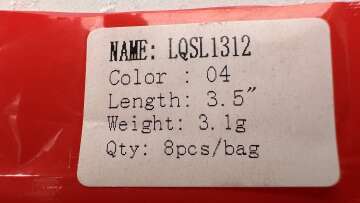 NAME: LQSL1312
Color : 04
Length: 3.5"
Weight: 3.1g
Qty: 8pcs/bag